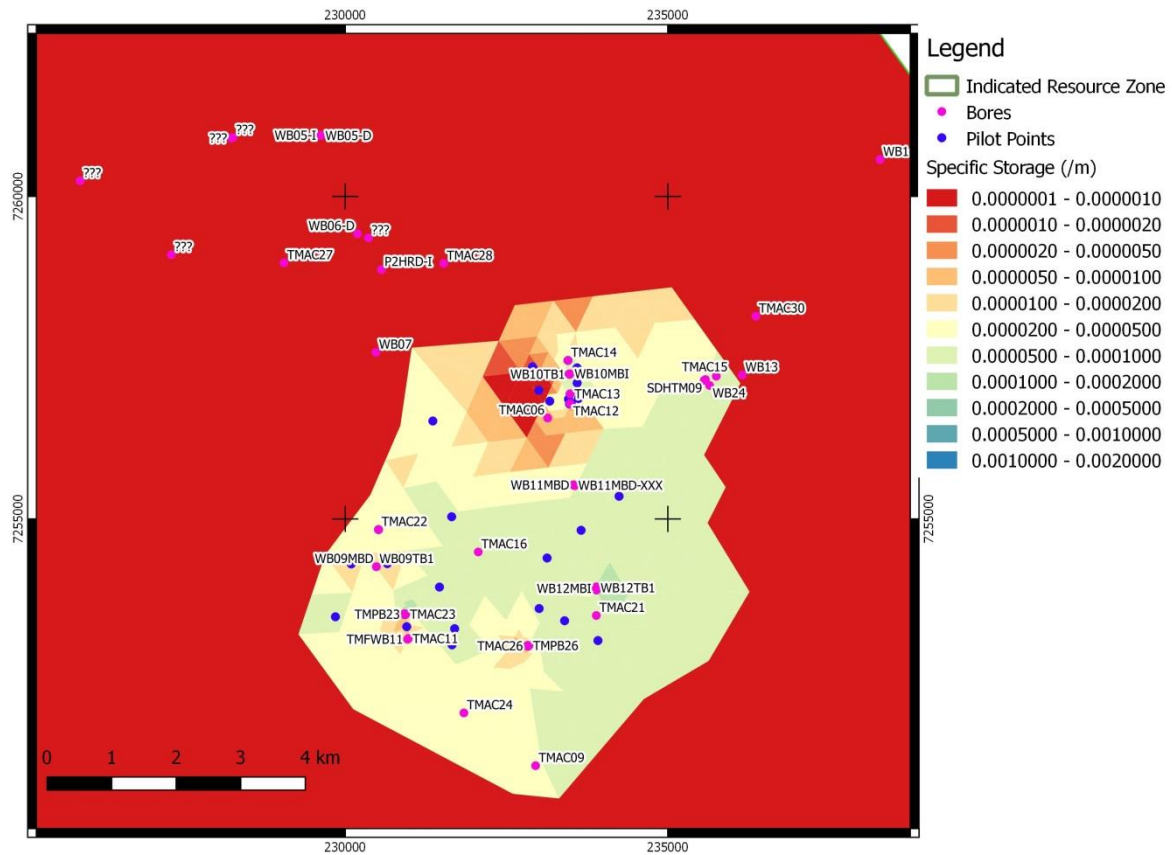 230000
235000
7260000
7255000
7255000
???
???
WB05-I
WB05-D
???
WB1
WB06-D
???
???
TMAC27
P2HRD-I
TMAC28
TMAC30
WB07
TMAC14
WB10TB1
WB10MBI
TMAC15
WB13
SDHTM09
WB24
TMAC13
TMAC06
TMAC12
WB11MBD
WB11MBD-XXX
TMAC22
TMAC16
WB09MBD
WB09TB1
WB12MBI
WB12TB1
TMPB23
TMAC23
TMAC21
TMFWB11
TMAC11
TMAC26
TMPB26
TMAC24
TMAC09
0 1 2 3 4 km
230000
235000
Legend
Indicated Resource Zone
Bores
Pilot Points
Specific Storage (/m)
0.0000001 - 0.0000010
0.0000010 - 0.0000020
0.0000020 - 0.0000050
0.0000050 - 0.0000100
0.0000100 - 0.0000200
0.0000200 - 0.0000500
0.0000500 - 0.0001000
0.0001000 - 0.0002000
0.0002000 - 0.0005000
0.0005000 - 0.0010000
0.0010000 - 0.0020000